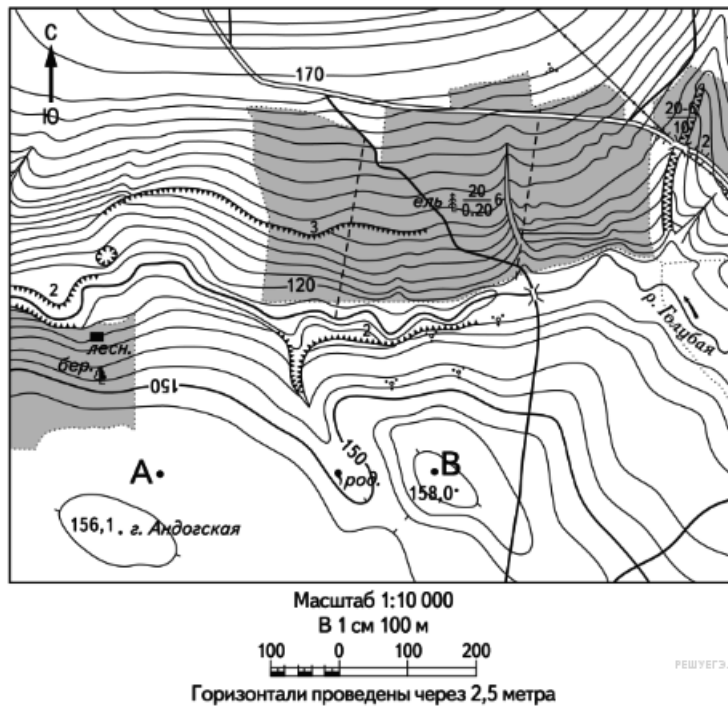 С
Ю
170
20
10
2
ель 20 6
0.20
3
120
2
2
р. Голубая
лесн.
бер.
150
А
150
род.
В
158,0
156,1 . г. Андогская
Масштаб 1:10 000
В 1 см 100 м
100 0 100 200
Горизонтали проведены через 2,5 метра